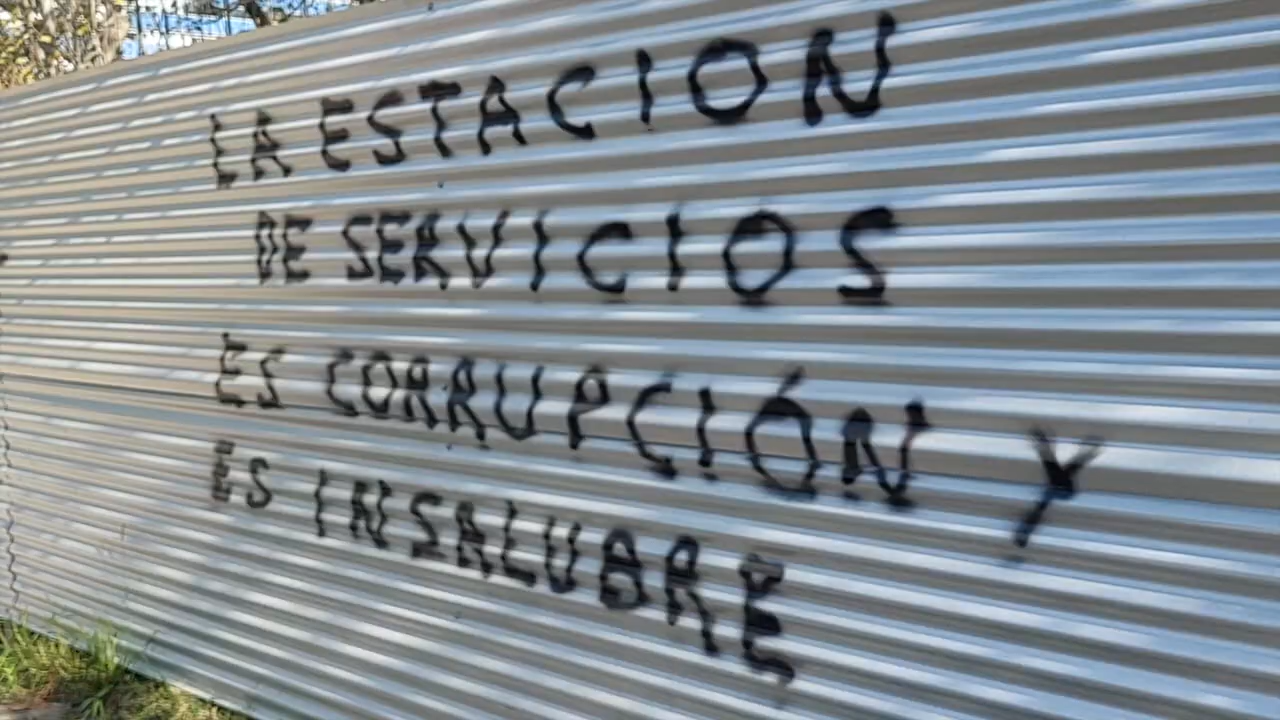 LA ESTACION
DE SERVICIOS
ES CORRUPCIÓN Y
ES INSALUBRE